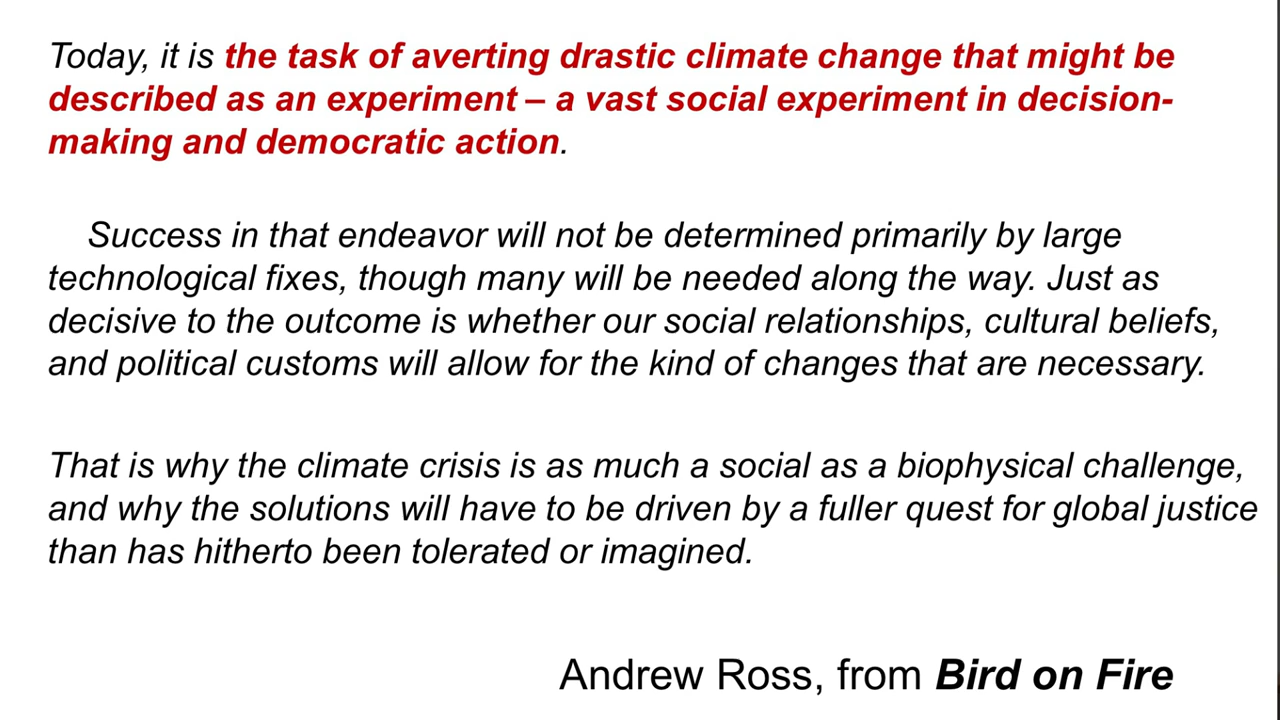 Today, it is the task of averting drastic climate change that might be
described as an experiment – a vast social experiment in decision-
making and democratic action.
Success in that endeavor will not be determined primarily by large
technological fixes, though many will be needed along the way. Just as
decisive to the outcome is whether our social relationships, cultural beliefs,
and political customs will allow for the kind of changes that are necessary.
That is why the climate crisis is as much a social as a biophysical challenge,
and why the solutions will have to be driven by a fuller quest for global justice
than has hitherto been tolerated or imagined.
Andrew Ross, from Bird on Fire